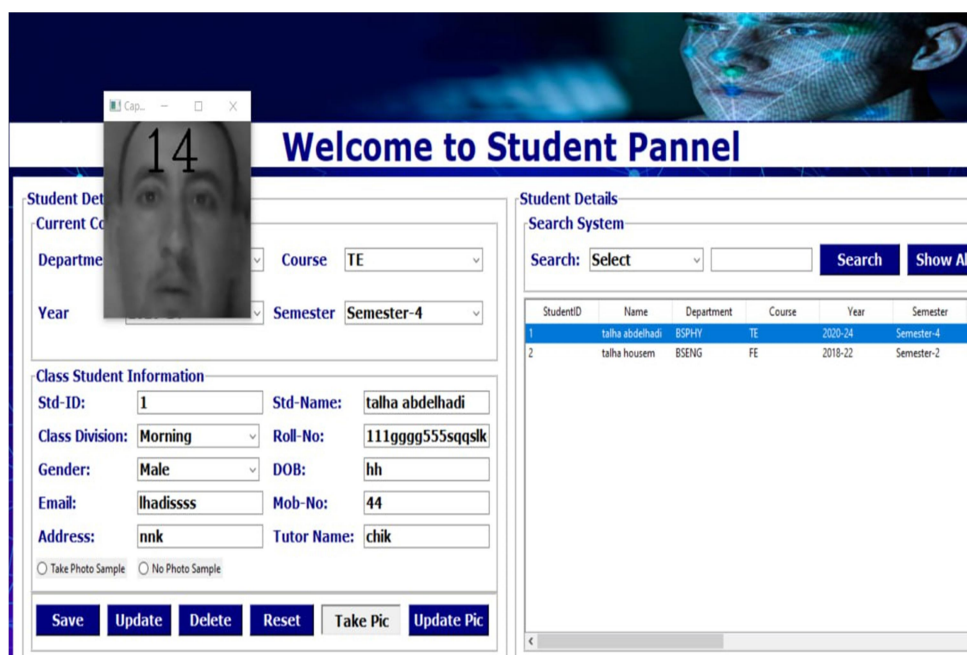 Cap...
14
Welcome to Student Pannel
Student Det
Current Co
Departme
Course TE
Year
Semester Semester-4
Class Student Information
Std-ID: 1 Std-Name: talha abdelhadi
Class Division: Morning Roll-No: 111gggg555sqqslk
Gender: Male DOB: hh
Email: lhadissss Mob-No: 44
Address: nnk Tutor Name: chik
Take Photo Sample No Photo Sample
Save Update Delete Reset Take Pic Update Pic
Student Details
Search System
Search: Select Search Show Al
StudentID Name Department Course Year Semester
1 talha abdelhadi BSPHY TE 2020-24 Semester-4
2 talha housem BSENG FE 2018-22 Semester-2